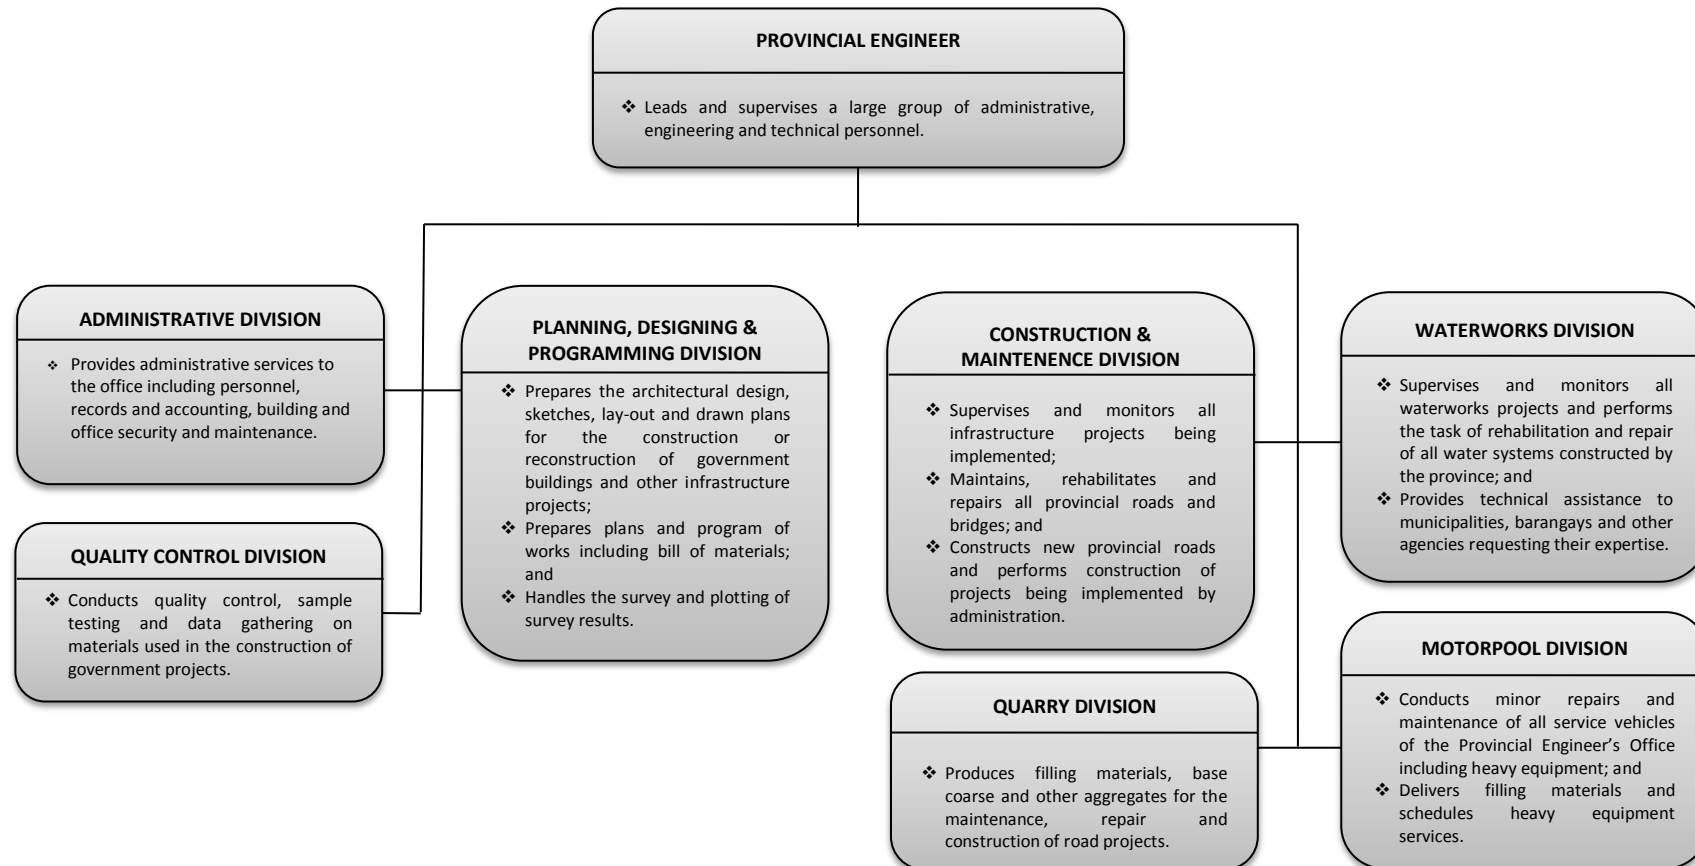 PROVINCIAL ENGINEER
❖ Leads and supervises a large group of administrative,
engineering and technical personnel.
ADMINISTRATIVE DIVISION
❖ Provides administrative services to
the office including personnel,
records and accounting, building and
office security and maintenance.
QUALITY CONTROL DIVISION
❖ Conducts quality control, sample
testing and data gathering on
materials used in the construction of
government projects.
PLANNING, DESIGNING &
PROGRAMMING DIVISION
❖ Prepares the architectural design,
sketches, lay-out and drawn plans
for the construction or
reconstruction of government
buildings and other infrastructure
projects;
❖ Prepares plans and program of
works including bill of materials;
and
❖ Handles the survey and plotting of
survey results.
CONSTRUCTION &
MAINTENENCE DIVISION
❖ Supervises and monitors all
infrastructure projects being
implemented;
❖ Maintains, rehabilitates and
repairs all provincial roads and
bridges; and
❖ Constructs new provincial roads
and performs construction of
projects being implemented by
administration.
QUARRY DIVISION
❖ Produces filling materials, base
coarse and other aggregates for the
maintenance, repair and
construction of road projects.
WATERWORKS DIVISION
❖ Supervises and monitors all
waterworks projects and performs
the task of rehabilitation and repair
of all water systems constructed by
the province; and
❖ Provides technical assistance to
municipalities, barangays and other
agencies requesting their expertise.
MOTORPOOL DIVISION
❖ Conducts minor repairs and
maintenance of all service vehicles
of the Provincial Engineer’s Office
including heavy equipment; and
❖ Delivers filling materials and
schedules heavy equipment
services.